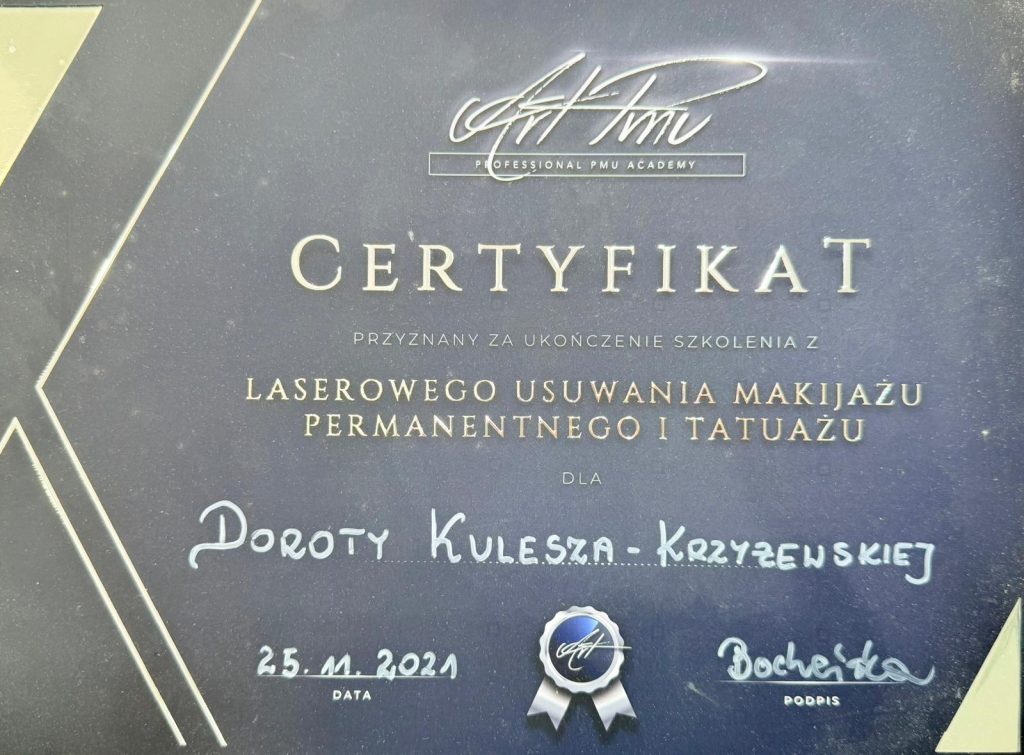 Art Pmu
PROFESSIONAL PMU ACADEMY
CERTYFIKAT
PRZYZNANY ZA UKOŃCZENIE SZKOLENIA Z
LASEROWEGO USUWANIA MAKIJAŻU
PERMANENTNEGO I TATUAŻU
DLA
DOROTY KULESZA - KRZYŻEWSKIEJ
25.11.2021
DATA
Art
PODPIS